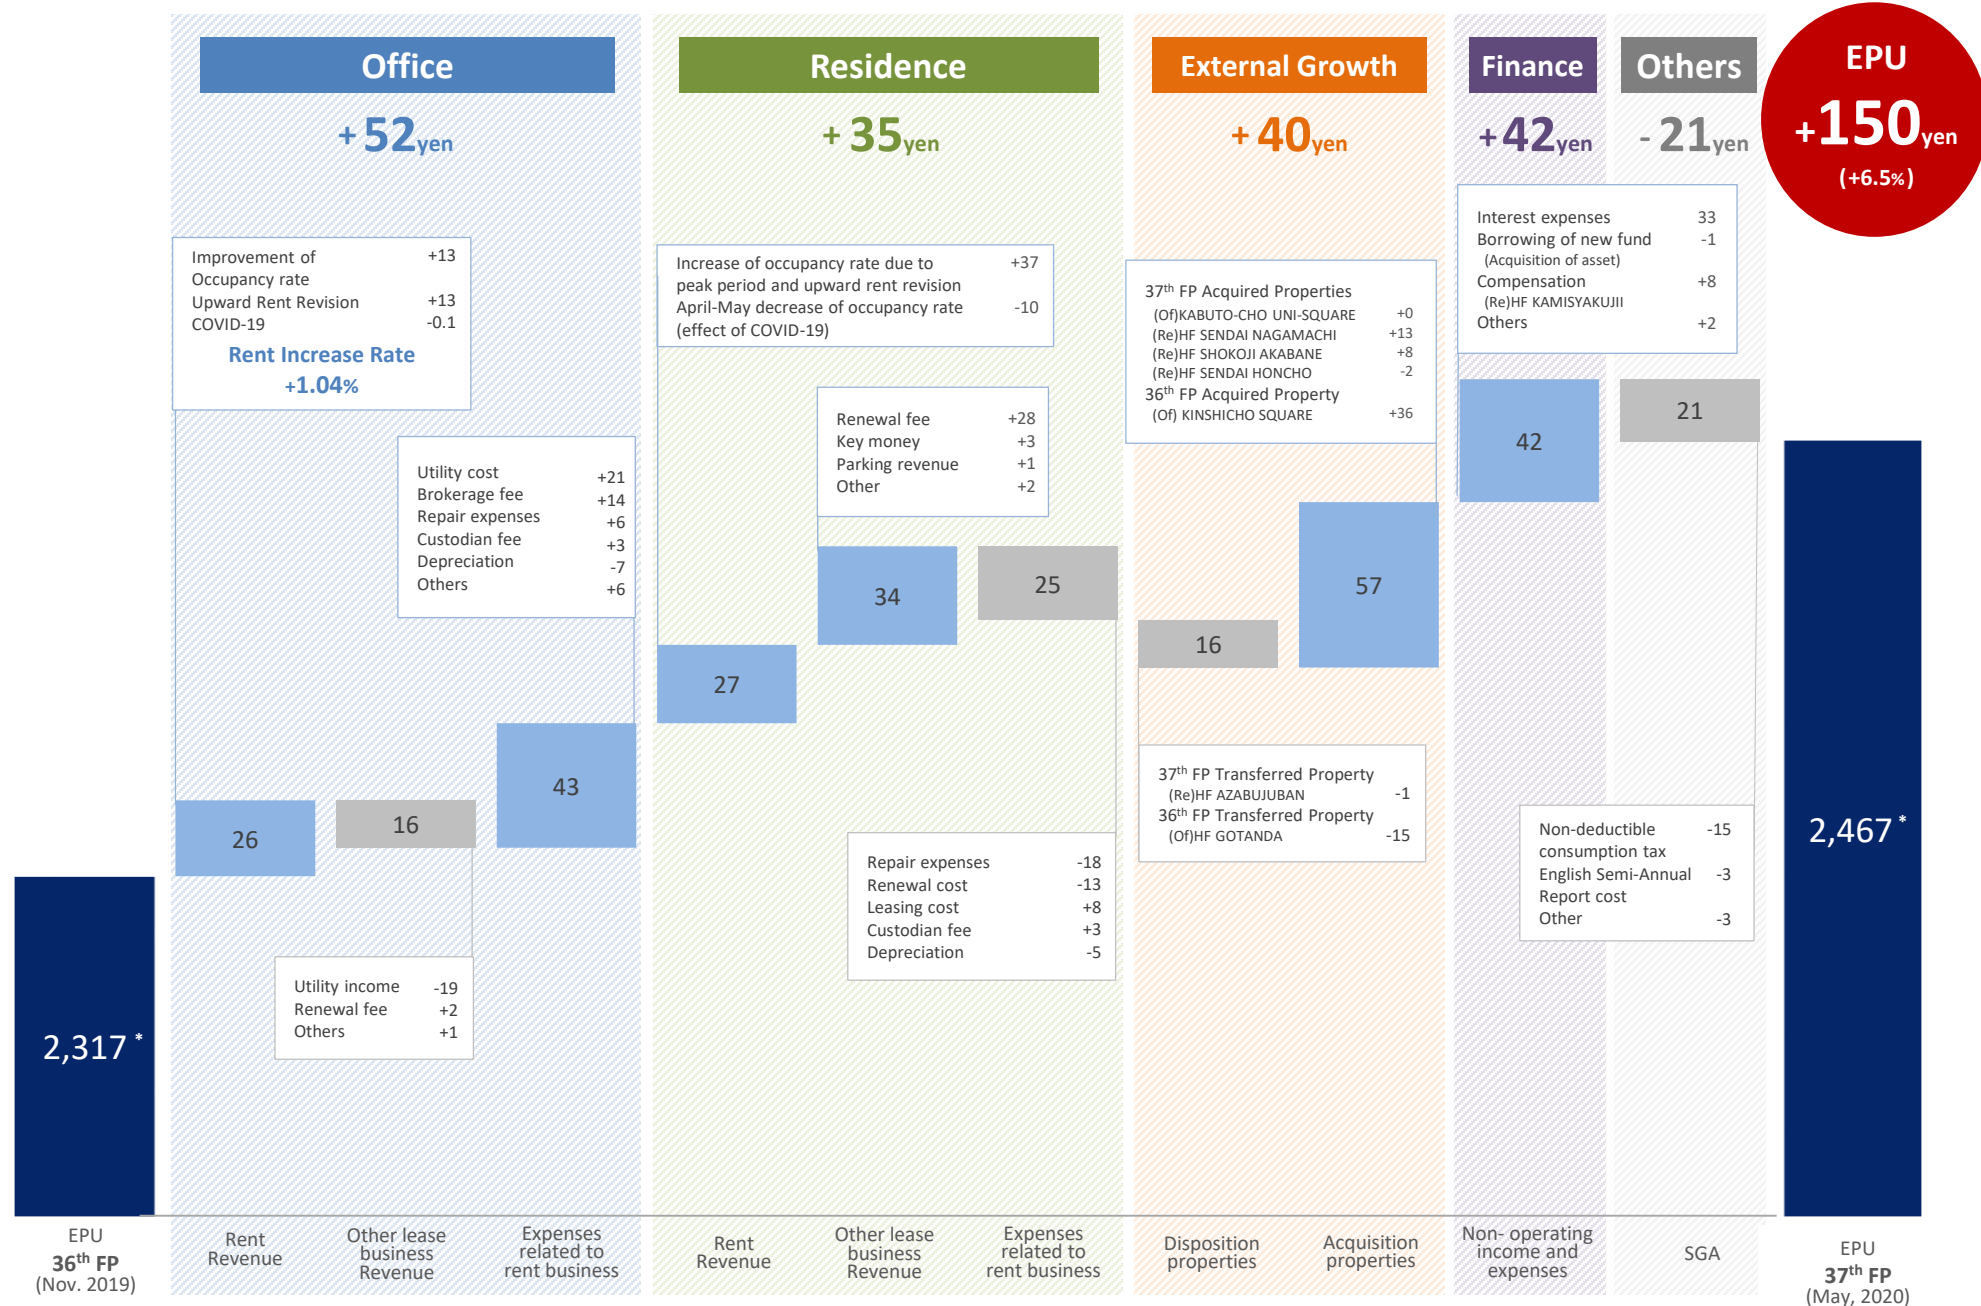 Office
+ 52yen
Residence
+ 35yen
External Growth
+ 40yen
Finance
+ 42yen
Others
- 21yen
EPU
+150yen
(+6.5%)
Improvement of +13
Occupancy rate
Upward Rent Revision +13
COVID-19 -0.1
Rent Increase Rate
+1.04%
Utility cost +21
Brokerage fee +14
Repair expenses +6
Custodian fee +3
Depreciation -7
Others +6
Utility income -19
Renewal fee +2
Others +1
Increase of occupancy rate due to +37
peak period and upward rent revision
April-May decrease of occupancy rate -10
(effect of COVID-19)
Renewal fee +28
Key money +3
Parking revenue +1
Other +2
Repair expenses -18
Renewal cost -13
Leasing cost +8
Custodian fee +3
Depreciation -5
37th FP Acquired Properties
(Of)KABUTO-CHO UNI-SQUARE +0
(Re)HF SENDAI NAGAMACHI +13
(Re)HF SHOKOJI AKABANE +8
(Re)HF SENDAI HONCHO -2
36th FP Acquired Property
(Of) KINSHICHO SQUARE +36
37th FP Transferred Property
(Re)HF AZABUJUBAN -1
36th FP Transferred Property
(Of)HF GOTANDA -15
Interest expenses 33
Borrowing of new fund -1
(Acquisition of asset)
Compensation +8
(Re)HF KAMISYAKUJII
Others +2
Non-deductible -15
consumption tax
English Semi-Annual -3
Report cost
Other -3
2,317 *
26
16
43
27
34
25
16
57
42
21
2,467 *
EPU
36th FP
(Nov. 2019)
Rent
Revenue
Other lease
business
Revenue
Expenses
related to
rent business
Rent
Revenue
Other lease
business
Revenue
Expenses
related to
rent business
Disposition
properties
Acquisition
properties
Non- operating
income and
expenses
SGA
EPU
37th FP
(May, 2020)